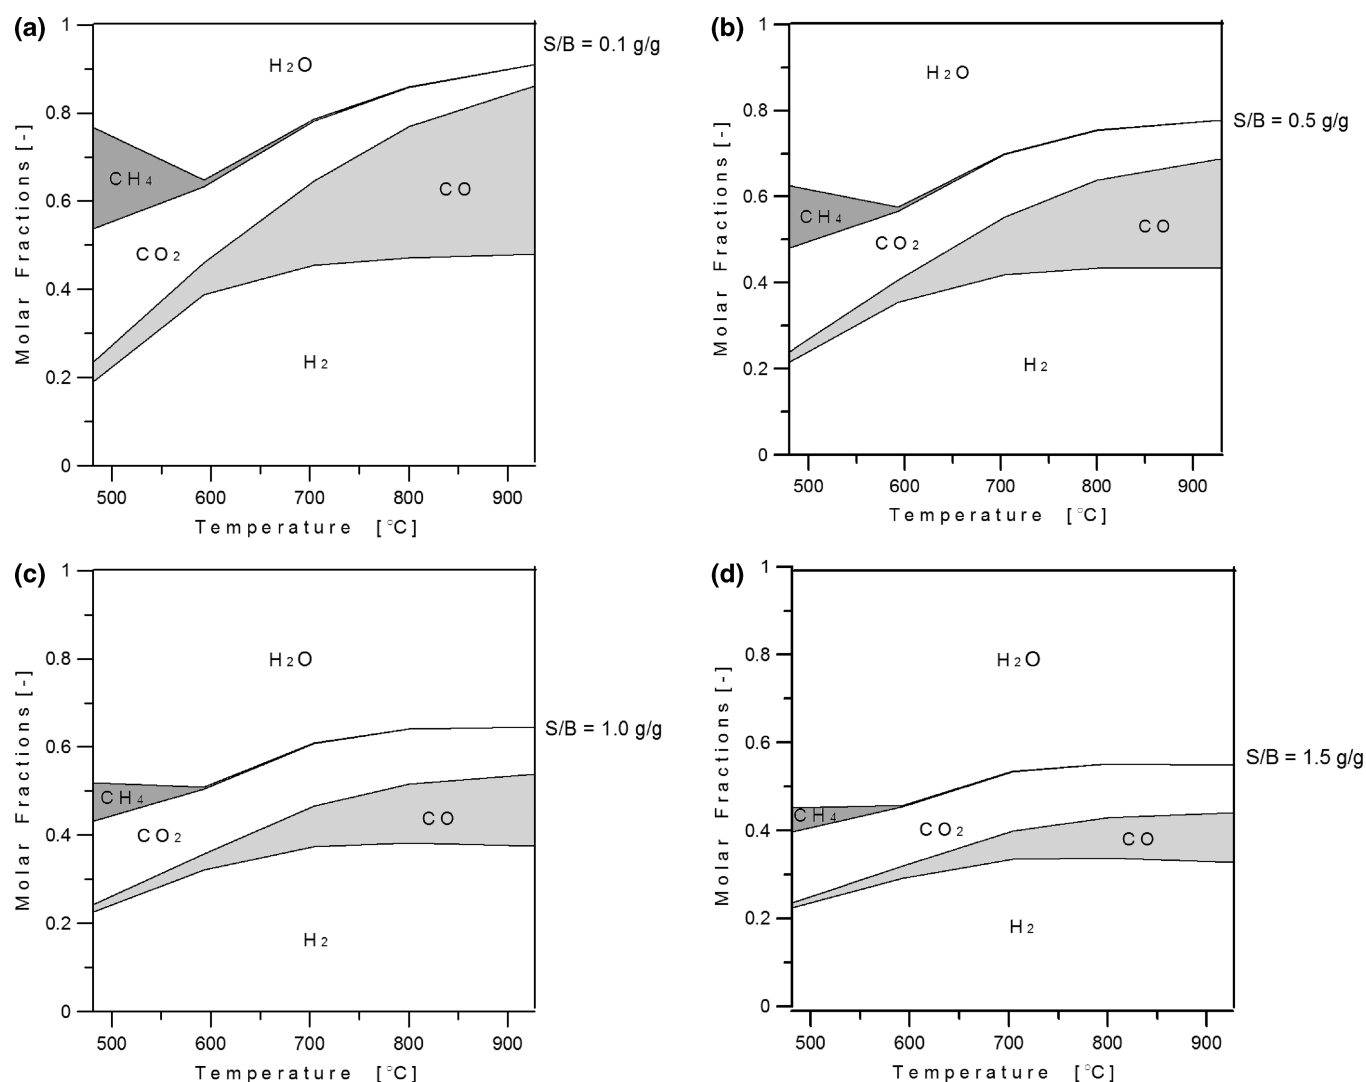 (a)
S/B = 0.1 g/g
1
0.8
0.6
0.4
0.2
0
Molar Fractions [-]
H2O
CH4
CO2
CO
H2
500 600 700 800 900
Temperature [°C]
(b)
S/B = 0.5 g/g
1
0.8
0.6
0.4
0.2
0
Molar Fractions [-]
H2O
CH4
CO2
CO
H2
500 600 700 800 900
Temperature [°C]
(c)
S/B = 1.0 g/g
1
0.8
0.6
0.4
0.2
0
Molar Fractions [-]
H2O
CH4
CO2
CO
H2
500 600 700 800 900
Temperature [°C]
(d)
S/B = 1.5 g/g
1
0.8
0.6
0.4
0.2
0
Molar Fractions [-]
H2O
CH4
CO2
CO
H2
500 600 700 800 900
Temperature [°C]